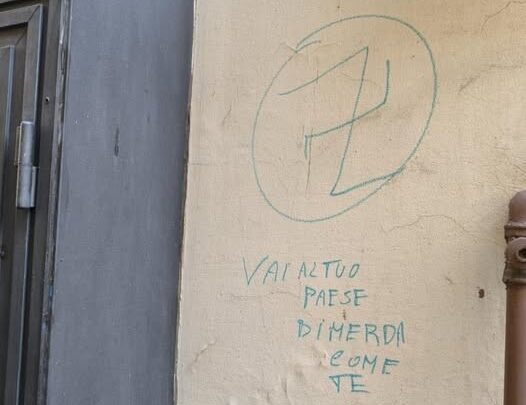 VAI AL TUO
PAESE
DI MERDA
COME
TE